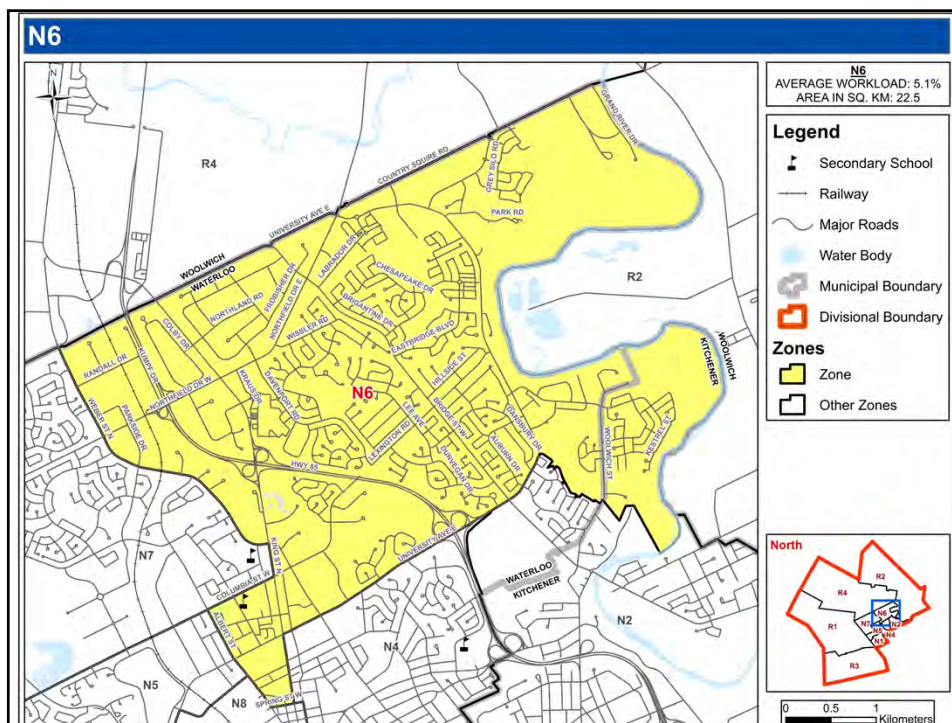 N6
N6
AVERAGE WORKLOAD: 5.1%
AREA IN SQ. KM: 22.5
Legend
Secondary School
Railway
Major Roads
Water Body
Municipal Boundary
Divisional Boundary
Zones
Zone
Other Zones
N
R4
GRAND RIVER DR
COUNTRY SQUIRE RD
GREY SILO RD
UNIVERSITY AVE E
PARK RD
WOOLWICH
WATERLOO
LABRADOR DR
R2
FROBISHER DR
CHESAPEAKE DR
NORTHLAND RD
NORTHFIELD DR E
BRIGANTINE DR
COLBY DR
WISSLER RD
EASTBRIDGE BLVD
WOOLWICH
KITCHENER
RANDALL DR
KUMPF DR
HILLSIDE ST
NORTHFIELD DR W
KRAUS DR
DAVENPORT RD
N6
LEE AVE
WEBER ST N
PARKSIDE DR
BRIDGE ST W
DANSBURY DR
KESTREL ST
LEXINGTON RD
AUBURN DR
WOOLWICH ST
DUNVEGAN DR
HWY 85
UNIVERSITY AVE E
N7
KING ST N
COLUMBIA ST W
WATERLOO
KITCHENER
ALBERT ST
N2
N4
N5
N8
SPRING ST W
North
R2
R4
N6
R1
N7
N2
N5
N4
N1
R3
0 0.5 1
Kilometers